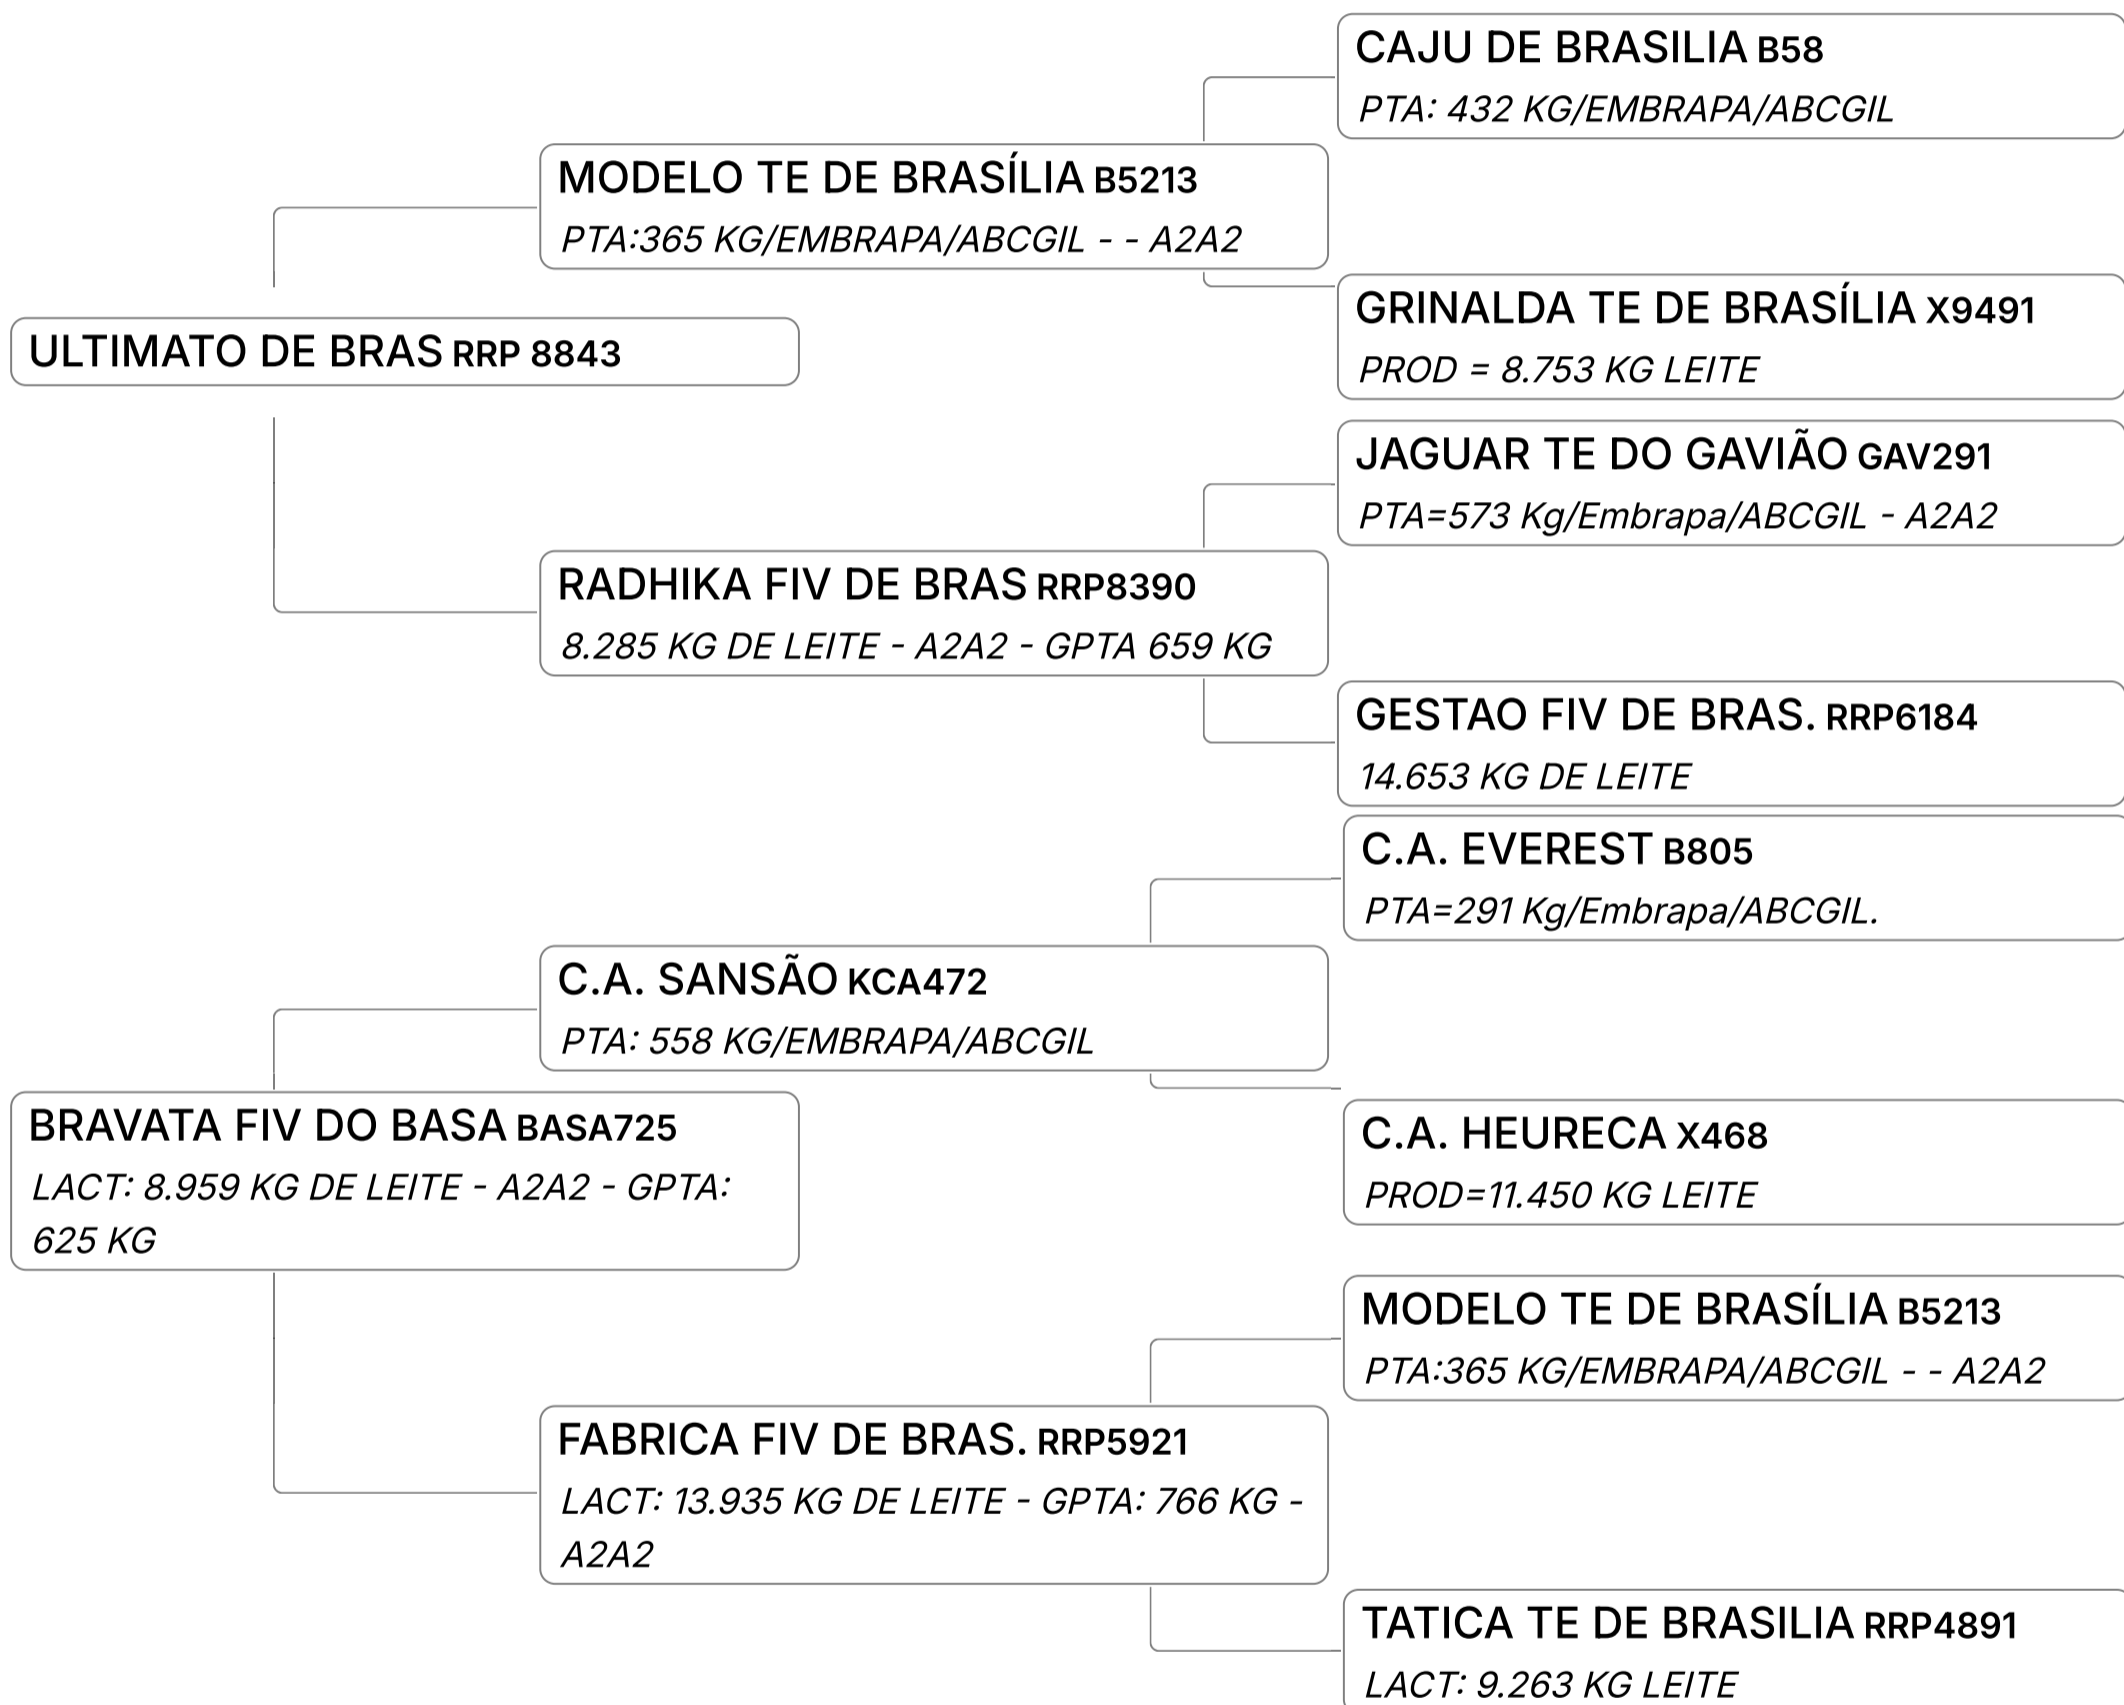 CAJU DE BRASILIA B58
PTA: 432 KG/EMBRAPA/ABCGIL
MODELO TE DE BRASÍLIA B5213
PTA:365 KG/EMBRAPA/ABCGIL - - A2A2
GRINALDA TE DE BRASÍLIA X9491
PROD = 8.753 KG LEITE
ULTIMATO DE BRAS RRP 8843
JAGUAR TE DO GAVIÃO GAV291
PTA=573 Kg/Embrapa/ABCGIL - A2A2
RADHIKA FIV DE BRAS RRP8390
8.285 KG DE LEITE - A2A2 - GPTA 659 KG
GESTAO FIV DE BRAS. RRP6184
14.653 KG DE LEITE
C.A. EVEREST B805
PTA=291 Kg/Embrapa/ABCGIL.
C.A. SANSÃO KCA472
PTA: 558 KG/EMBRAPA/ABCGIL
BRAVATA FIV DO BASA BASA725
LACT: 8.959 KG DE LEITE - A2A2 - GPTA:
625 KG
C.A. HEURECA X468
PROD=11.450 KG LEITE
MODELO TE DE BRASÍLIA B5213
PTA:365 KG/EMBRAPA/ABCGIL - - A2A2
FABRICA FIV DE BRAS. RRP5921
LACT: 13.935 KG DE LEITE - GPTA: 766 KG -
A2A2
TATICA TE DE BRASILIA RRP4891
LACT: 9.263 KG LEITE